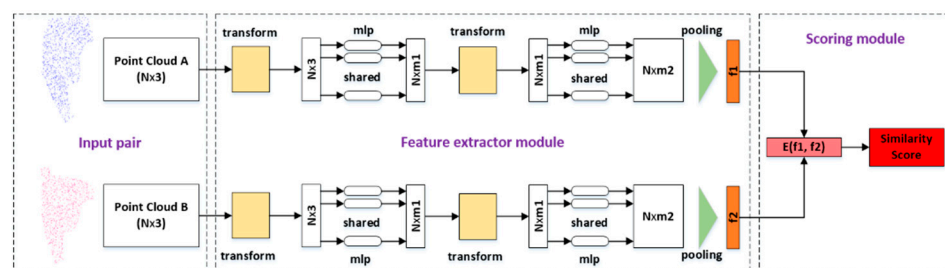 Input pair
Point Cloud A
(Nx3)
Point Cloud B
(Nx3)
Feature extractor module
transform
Nx3
mlp
shared
Nxm1
transform
Nxm1
mlp
shared
Nxm2
pooling
f1
transform
Nx3
shared
mlp
Nxm1
transform
Nxm1
shared
mlp
Nxm2
pooling
f2
Scoring module
E(f1, f2)
Similarity
Score